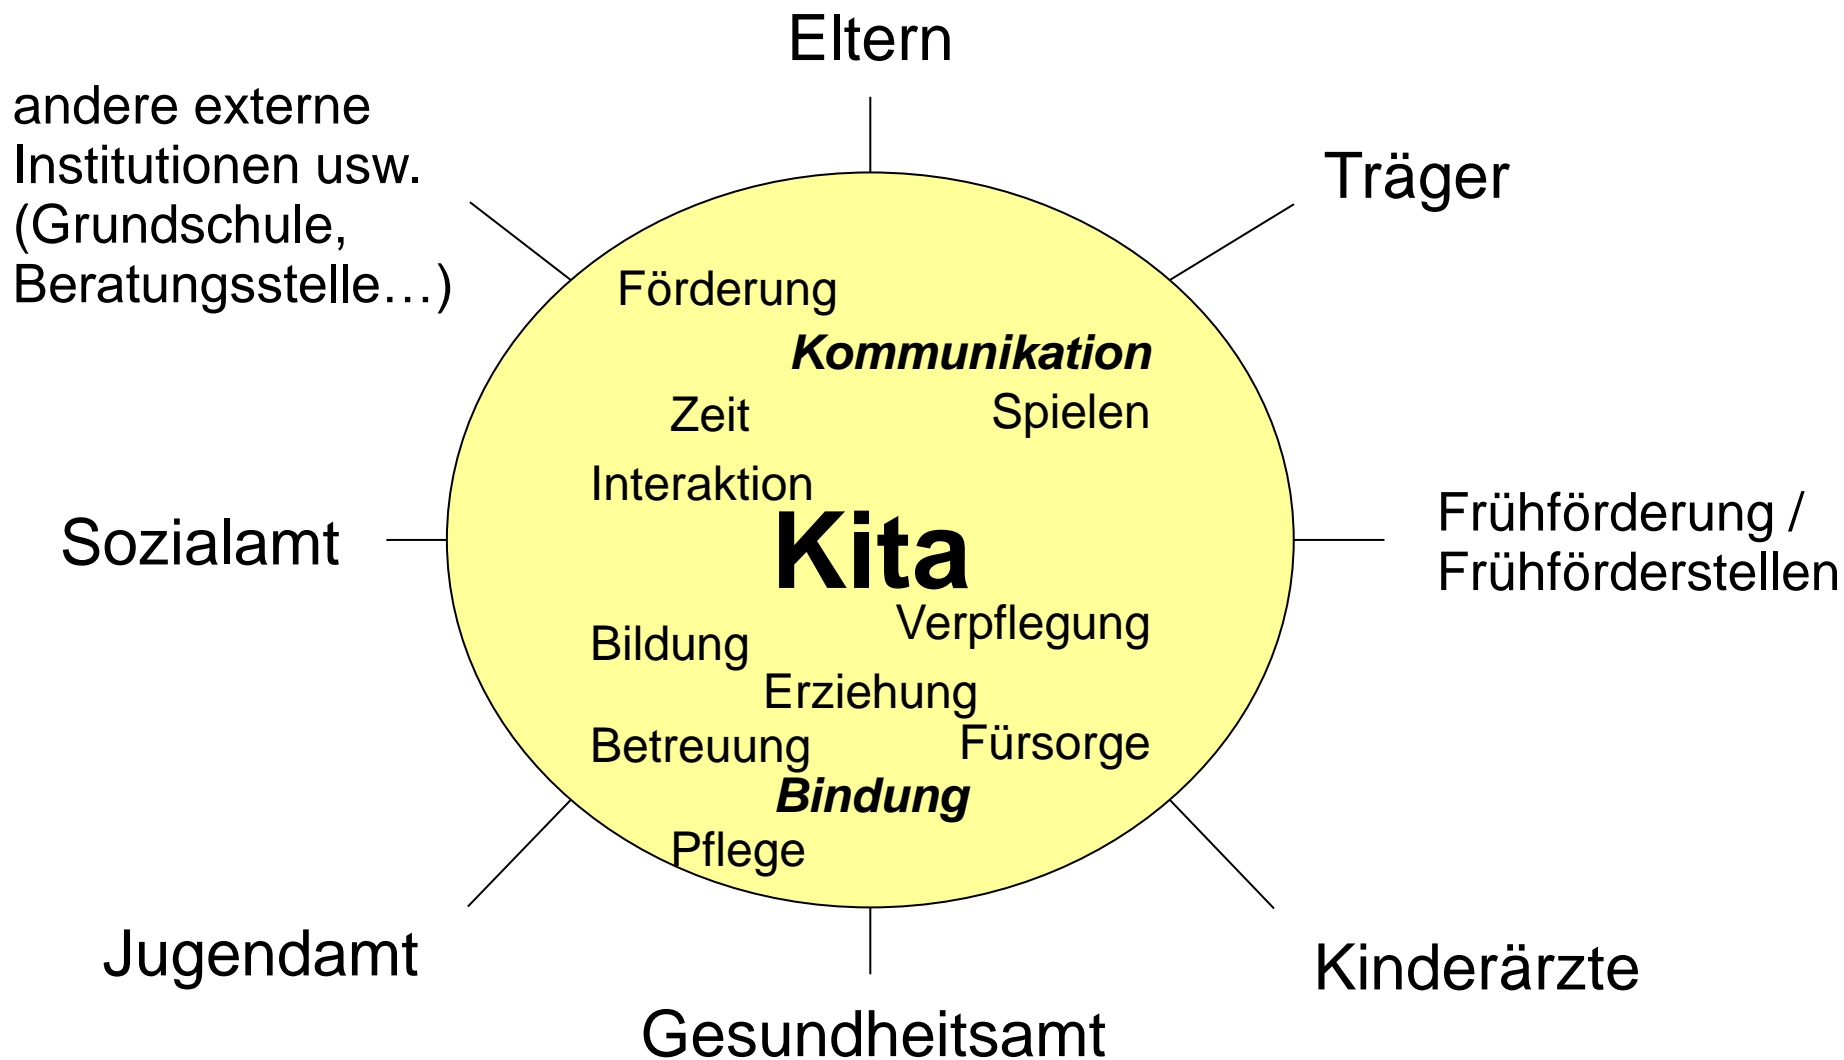 Eltern
andere externe
Institutionen usw.
(Grundschule,
Beratungsstelle…)
Träger
Förderung
Kommunikation
Zeit
Spielen
Interaktion
Kita
Sozialamt
Frühförderung /
Frühförderstellen
Verpflegung
Bildung
Erziehung
Betreuung
Fürsorge
Bindung
Pflege
Jugendamt
Kinderärzte
Gesundheitsamt